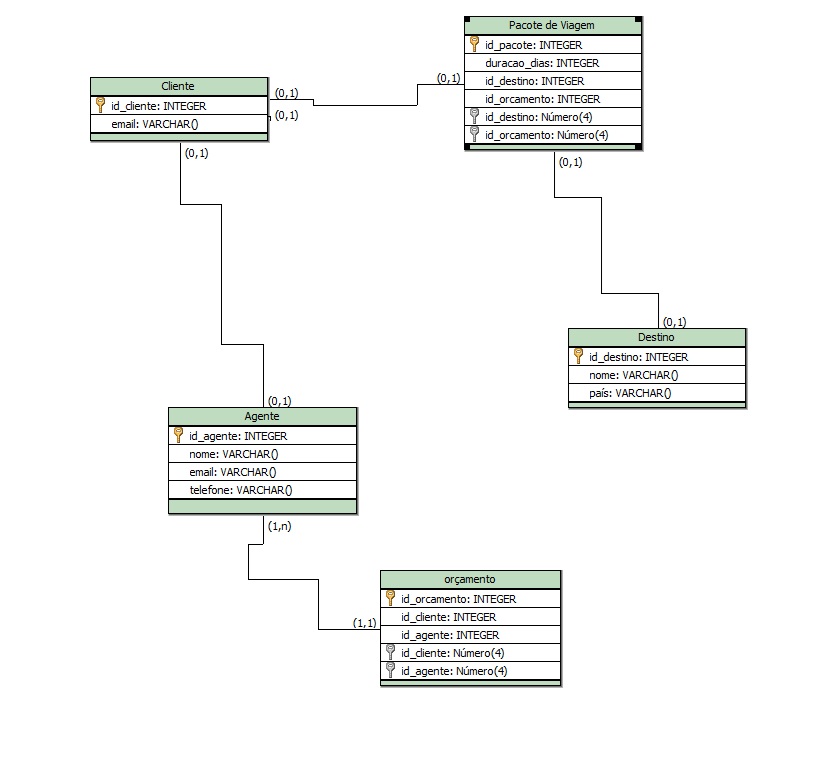 Pacote de Viagem
id_pacote: INTEGER
duracao_dias: INTEGER
id_destino: INTEGER
id_orcamento: INTEGER
id_destino: Número(4)
id_orcamento: Número(4)
(0,1)
Cliente
id_cliente: INTEGER
email: VARCHAR()
(0,1)
(0,1)
(0,1)
(0,1)
(0,1)
Destino
id_destino: INTEGER
nome: VARCHAR()
país: VARCHAR()
(0,1)
Agente
id_agente: INTEGER
nome: VARCHAR()
email: VARCHAR()
telefone: VARCHAR()
(1,n)
(1,1)
orçamento
id_orcamento: INTEGER
id_cliente: INTEGER
id_agente: INTEGER
id_cliente: Número(4)
id_agente: Número(4)